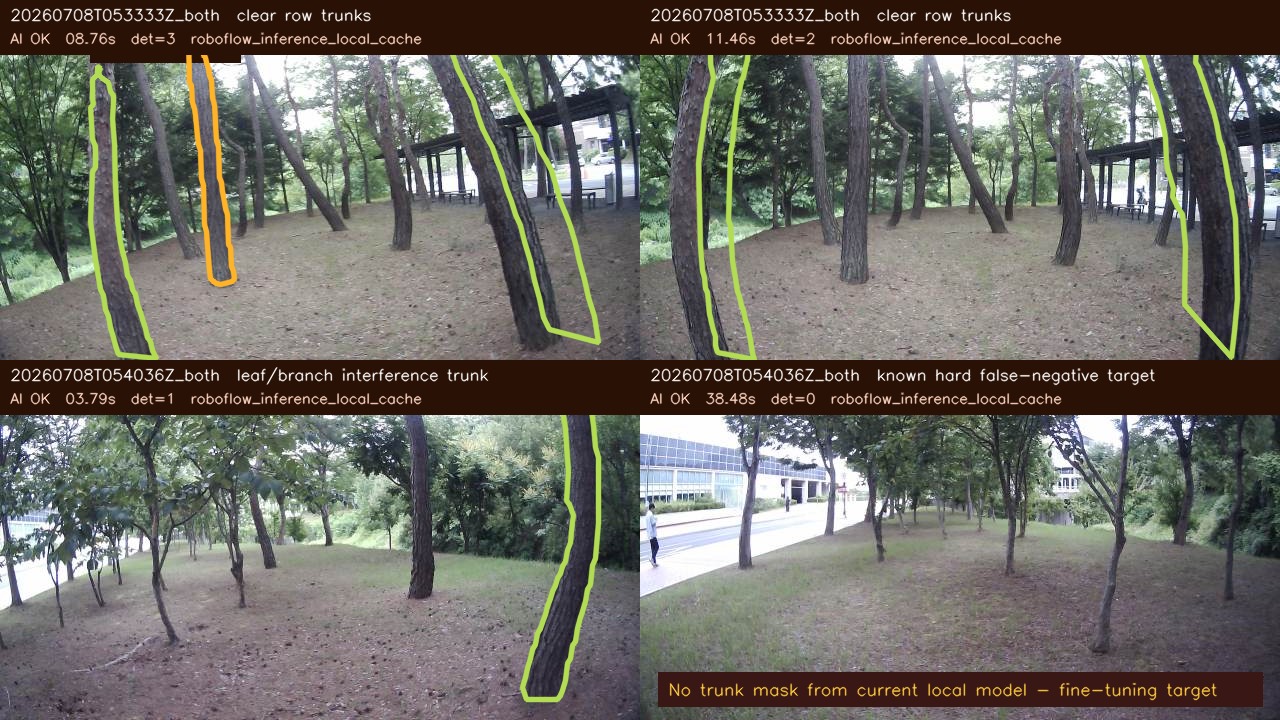 20260708T053333Z_both clear row trunks
AI OK 08.76s det=3 roboflow_inference_local_cache
20260708T053333Z_both clear row trunks
AI OK 11.46s det=2 roboflow_inference_local_cache
20260708T054036Z_both leaf/branch interference trunk
AI OK 03.79s det=1 roboflow_inference_local_cache
20260708T054036Z_both known hard false-negative target
AI OK 38.48s det=0 roboflow_inference_local_cache
No trunk mask from current local model - fine-tuning target